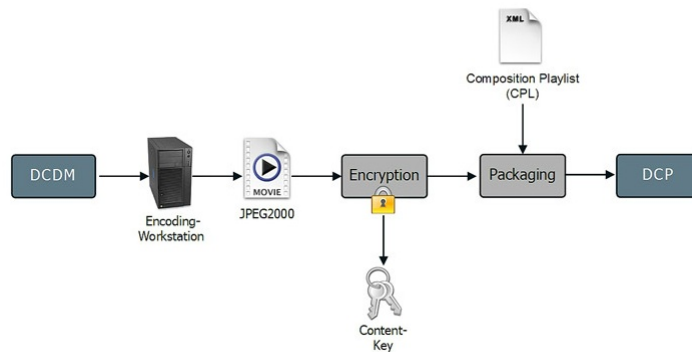 XML
Composition Playlist
(CPL)
DCDM
Encoding-
Workstation
MOVIE
JPEG2000
Encryption
Packaging
DCP
Content-
Key